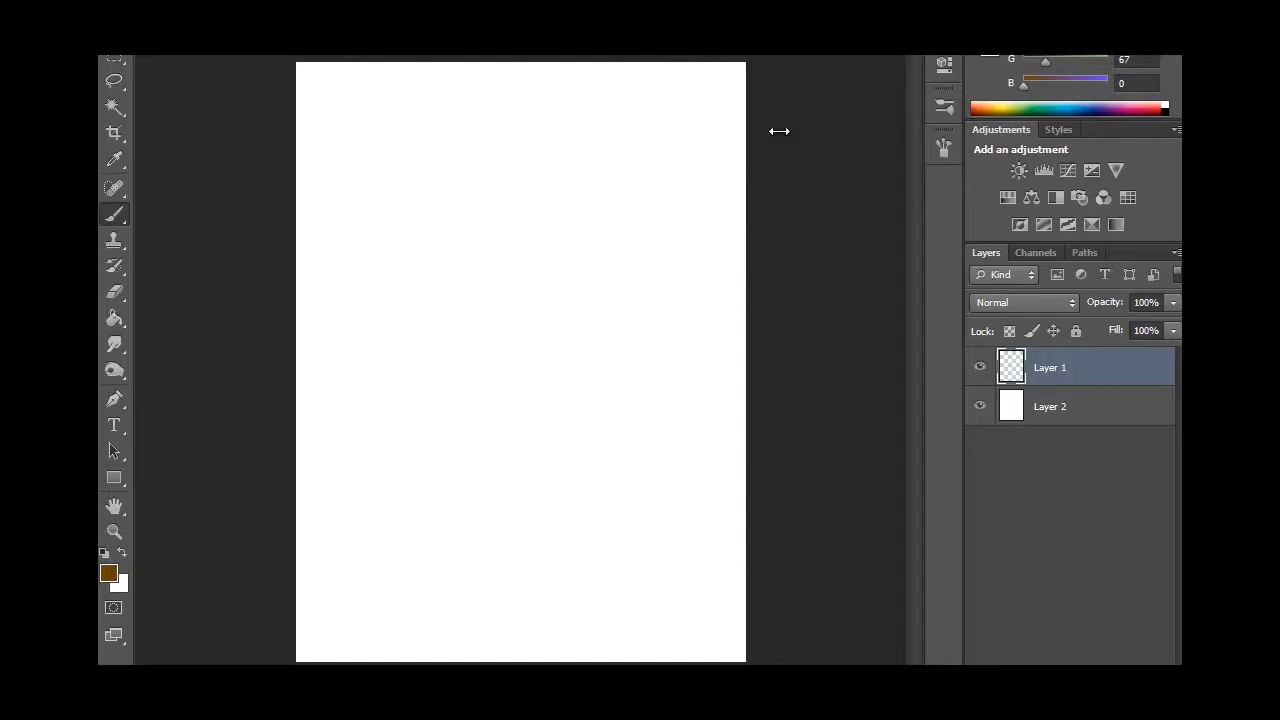 G 67
B 0
Adjustments Styles
Add an adjustment
Layers Channels Paths
Kind T
Normal Opacity: 100%
Lock: Fill: 100%
Layer 1
Layer 2
T